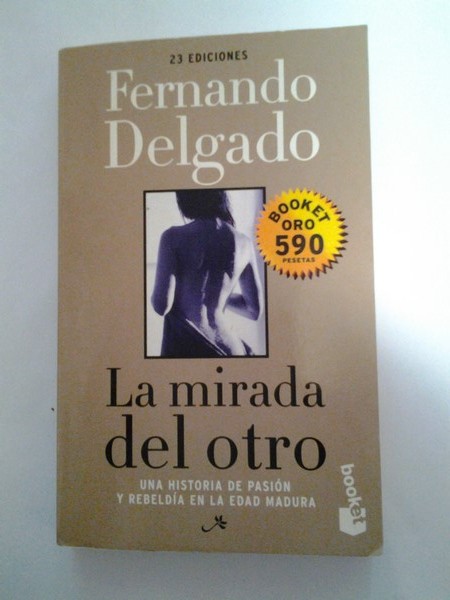 23 EDICIONES
Fernando
Delgado
BOOKET
ORO
590
PESETAS
La mirada
del otro
UNA HISTORIA DE PASIÓN
Y REBELDÍA EN LA EDAD MADURA
booket